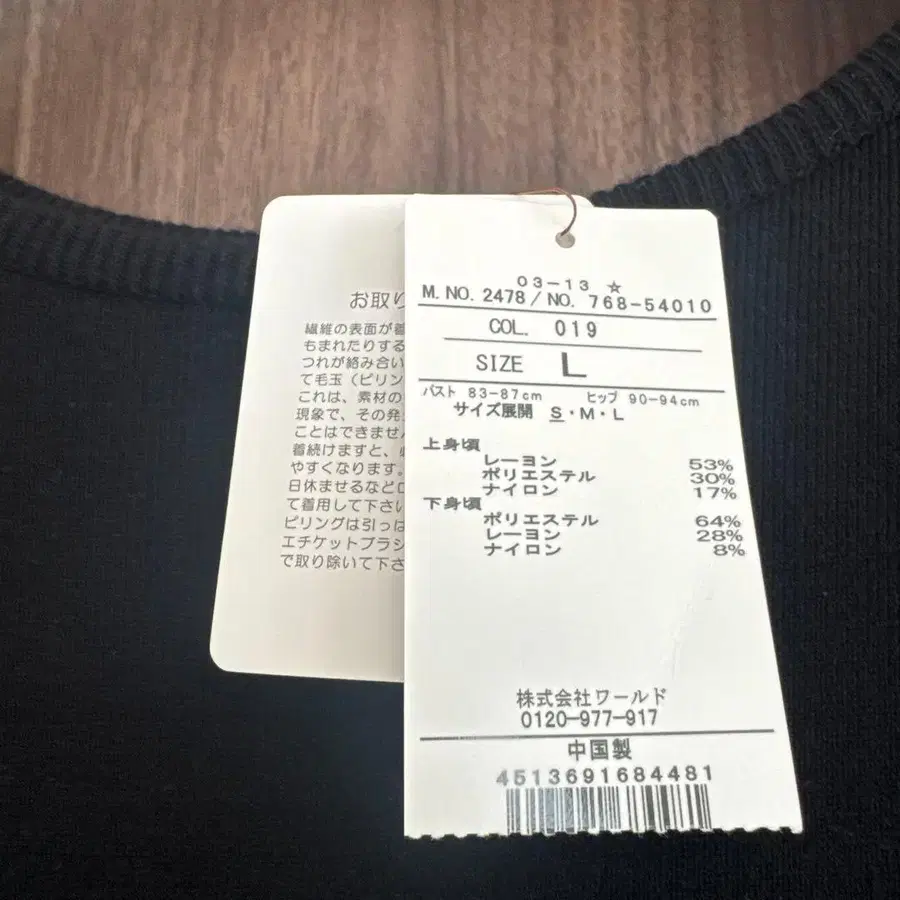 お取り
繊維の表面が着
もまれたりする
つれが絡み合い
て毛玉（ピリン
これは、素材の
現象で、その発
ことはできません
着続けますと、
やすくなります。
日休ませるなど
て着用して下さい
ピリングは引っぱ
エチケットブラシ
で取り除いて下さ
03-13 ☆
M.NO.2478/NO. 768-54010
COL. 019
SIZE L
バスト 83-87cm ヒップ 90-94cm
サイズ展開 S・M・L
上身頃
レーヨン 53%
ポリエステル 30%
ナイロン 17%
下身頃
ポリエステル 64%
レーヨン 28%
ナイロン 8%
株式会社ワールド
0120-977-917
中国製
4513691684481